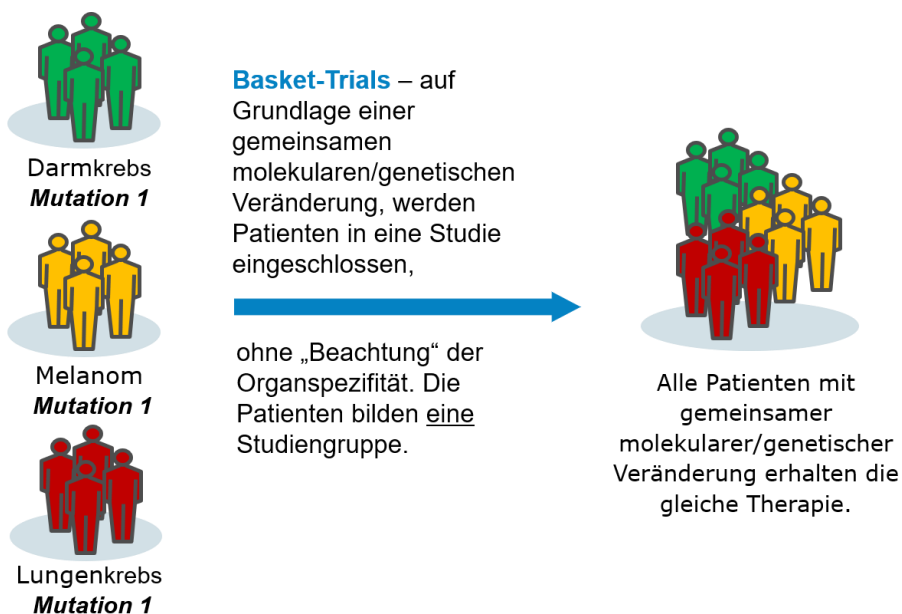 Darmkrebs
Mutation 1
Melanom
Mutation 1
Lungenkrebs
Mutation 1
Basket-Trials – auf
Grundlage einer
gemeinsamen
molekularen/genetischen
Veränderung, werden
Patienten in eine Studie
eingeschlossen,
ohne „Beachtung“ der
Organspezifität. Die
Patienten bilden eine
Studiengruppe.
Alle Patienten mit
gemeinsamer
molekularer/genetischer
Veränderung erhalten die
gleiche Therapie.